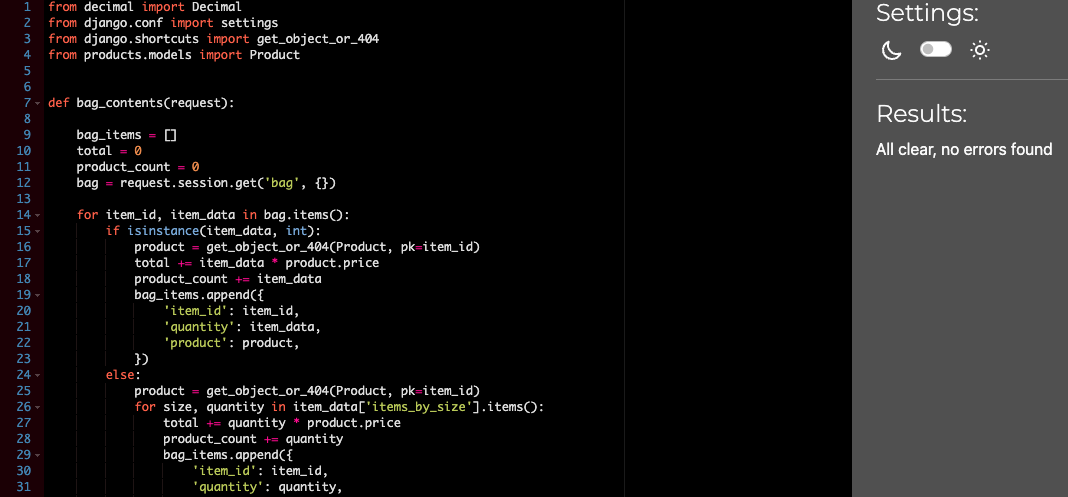 1 from decimal import Decimal
2 from django.conf import settings
3 from django.shortcuts import get_object_or_404
4 from products.models import Product
5
6
7 def bag_contents(request):
8
9     bag_items = []
10     total = 0
11     product_count = 0
12     bag = request.session.get('bag', {})
13
14     for item_id, item_data in bag.items():
15         if isinstance(item_data, int):
16             product = get_object_or_404(Product, pk=item_id)
17             total += item_data * product.price
18             product_count += item_data
19             bag_items.append({
20                 'item_id': item_id,
21                 'quantity': item_data,
22                 'product': product,
23             })
24         else:
25             product = get_object_or_404(Product, pk=item_id)
26             for size, quantity in item_data['items_by_size'].items():
27                 total += quantity * product.price
28                 product_count += quantity
29                 bag_items.append({
30                     'item_id': item_id,
31                     'quantity': quantity,
Settings:
Results:
All clear, no errors found